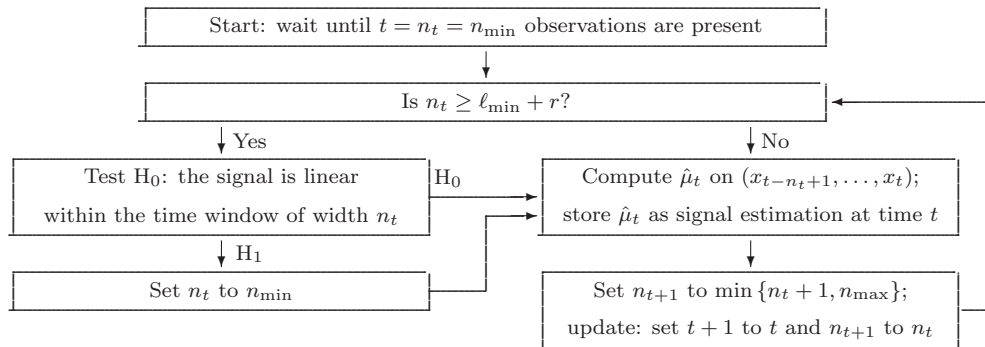 Start: wait until t = n_t = n_min observations are present
Is n_t ≥ ℓ_min + r?
Yes
No
Test H_0: the signal is linear
within the time window of width n_t
H_0
Compute μ̂_t on (x_{t−n_t+1}, . . . , x_t);
store μ̂_t as signal estimation at time t
H_1
Set n_t to n_min
Set n_{t+1} to min {n_t + 1, n_max};
update: set t + 1 to t and n_{t+1} to n_t